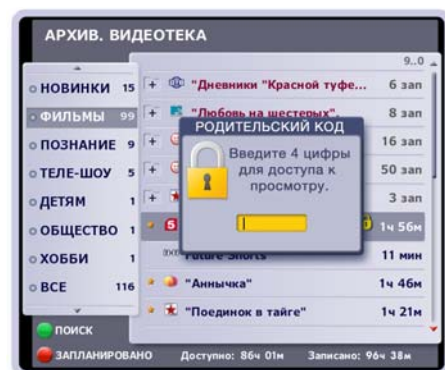 АРХИВ. ВИДЕОТЕКА
9..0
НОВИНКИ 15
"Дневники "Красной туфе... 6 зап
ФИЛЬМЫ 99
"Любовь на шестерых". 8 зап
РОДИТЕЛЬСКИЙ КОД
ПОЗНАНИЕ 9
16 зап
Введите 4 цифры
для доступа к
просмотру.
ТЕЛЕ-ШОУ 5
50 зап
ДЕТЯМ 1
3 зап
ОБЩЕСТВО 1
5
1ч 56м
ХОББИ 1
Future Shorts 11 мин
ВСЕ 116
"Аннычка" 1ч 46м
"Поединок в тайге" 1ч 21м
ПОИСК
ЗАПЛАНИРОВАНО Доступно: 86ч 01м Записано: 96ч 38м